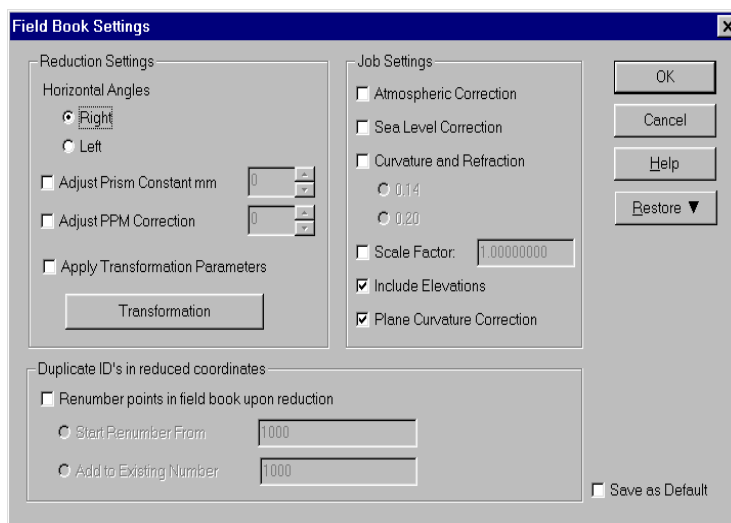 Field Book Settings
Reduction Settings
Horizontal Angles
Right
Left
Adjust Prism Constant mm 0
Adjust PPM Correction 0
Apply Transformation Parameters
Transformation
Job Settings
Atmospheric Correction
Sea Level Correction
Curvature and Refraction
0.14
0.20
Scale Factor: 1.00000000
Include Elevations
Plane Curvature Correction
OK
Cancel
Help
Restore ▼
Duplicate ID's in reduced coordinates
Renumber points in field book upon reduction
Start Renumber From 1000
Add to Existing Number 1000
Save as Default